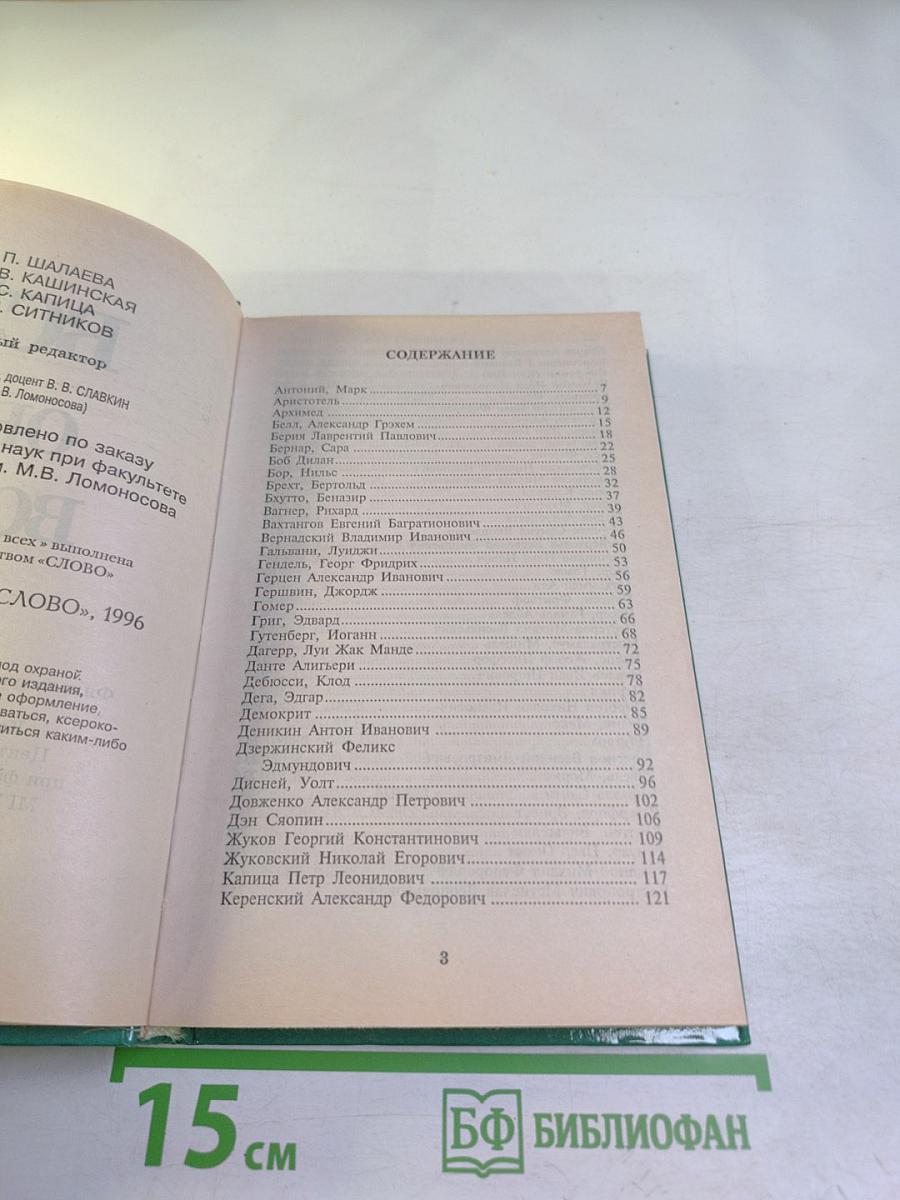 П. ШАЛАЕВА
В. КАШИНСКАЯ
С. КАПИЦА
. СИТНИКОВ
ый редактор
, доцент В. В. СЛАВКИН
В. Ломоносова)
овлено по заказу
наук при факультете
. М.В. Ломоносова
всех» выполнена
твом «СЛОВО»
СЛОВО», 1996
од охраной.
го издания,
е оформление,
ваться, ксероко-
титься каким-либо
СОДЕРЖАНИЕ
Антоний, Марк ........ 7
Аристотель ........ 9
Архимед ........ 12
Белл, Александр Грэхем ........ 15
Берия Лаврентий Павлович ........ 18
Бернар, Сара ........ 22
Боб Дилан ........ 25
Бор, Нильс ........ 28
Брехт, Бертольд ........ 32
Бхутто, Беназир ........ 37
Вагнер, Рихард ........ 39
Вахтангов Евгений Багратионович ........ 43
Вернадский Владимир Иванович ........ 46
Гальвани, Луиджи ........ 50
Гендель, Георг Фридрих ........ 53
Герцен Александр Иванович ........ 56
Гершвин, Джордж ........ 59
Гомер ........ 63
Григ, Эдвард ........ 66
Гутенберг, Иоганн ........ 68
Дагерр, Луи Жак Манде ........ 72
Данте Алигьери ........ 75
Дебюсси, Клод ........ 78
Дега, Эдгар ........ 82
Демокрит ........ 85
Деникин Антон Иванович ........ 89
Дзержинский Феликс
Эдмундович ........ 92
Дисней, Уолт ........ 96
Довженко Александр Петрович ........ 102
Дэн Сяопин ........ 106
Жуков Георгий Константинович ........ 109
Жуковский Николай Егорович ........ 114
Капица Петр Леонидович ........ 117
Керенский Александр Федорович ........ 121
3
15 см
БФ БИБЛИОФАН